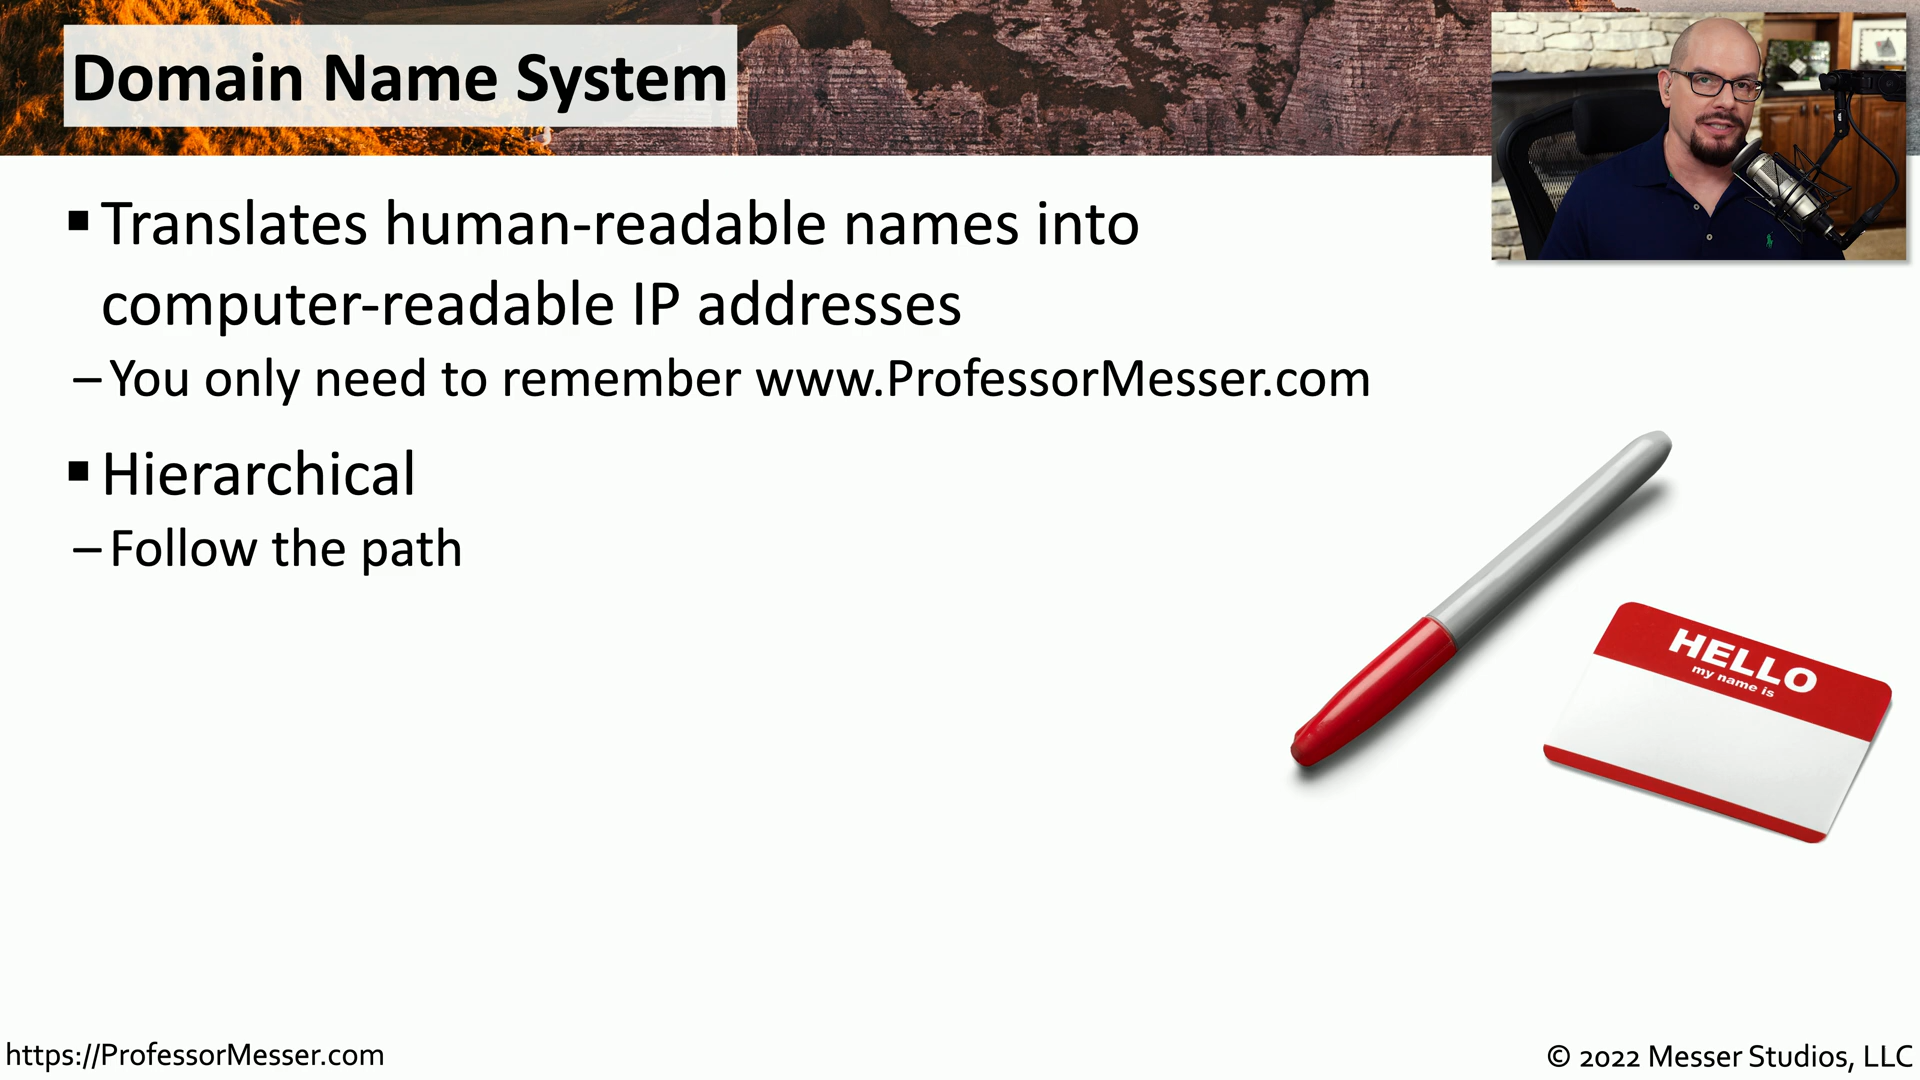 Domain Name System
▪ Translates human-readable names into
computer-readable IP addresses
– You only need to remember www.ProfessorMesser.com
▪ Hierarchical
– Follow the path
HELLO
my name is
https://ProfessorMesser.com
© 2022 Messer Studios, LLC